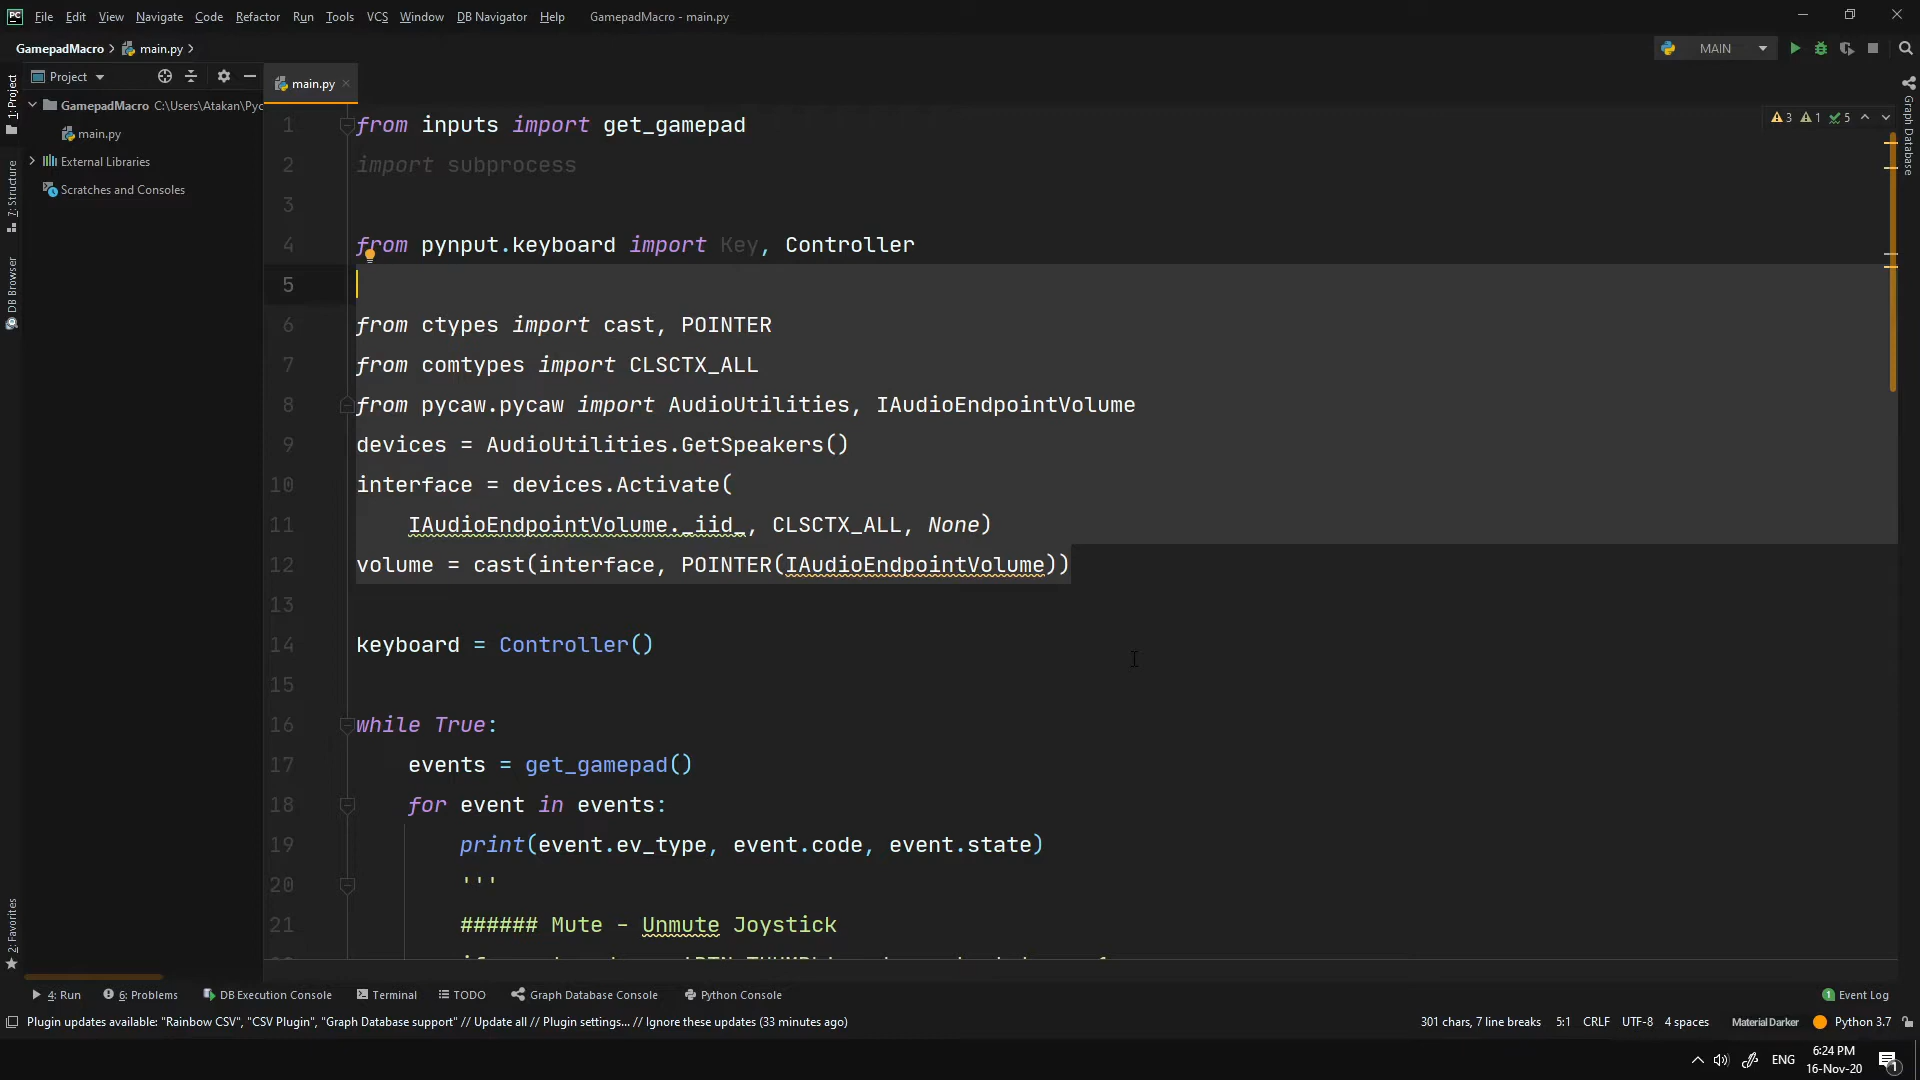 PC File Edit View Navigate Code Refactor Run Tools VCS Window DB Navigator Help GamepadMacro - main.py
GamepadMacro main.py
MAIN
Project
main.py
1: Project
7: Structure
DB Browser
2: Favorites
Graph Database
GamepadMacro C:\Users\Atakan\Pyc
main.py
External Libraries
Scratches and Consoles
3 1 5
1 from inputs import get_gamepad
2 import subprocess
3
4 from pynput.keyboard import Key, Controller
5
6 from ctypes import cast, POINTER
7 from comtypes import CLSCTX_ALL
8 from pycaw.pycaw import AudioUtilities, IAudioEndpointVolume
9 devices = AudioUtilities.GetSpeakers()
10 interface = devices.Activate(
11 IAudioEndpointVolume._iid_, CLSCTX_ALL, None)
12 volume = cast(interface, POINTER(IAudioEndpointVolume))
13
14 keyboard = Controller()
15
16 while True:
17 events = get_gamepad()
18 for event in events:
19 print(event.ev_type, event.code, event.state)
20 '''
21 ###### Mute - Unmute Joystick
4: Run 6: Problems DB Execution Console Terminal TODO Graph Database Console Python Console 1 Event Log
Plugin updates available: "Rainbow CSV", "CSV Plugin", "Graph Database support" // Update all // Plugin settings... // Ignore these updates (33 minutes ago) 301 chars, 7 line breaks 5:1 CRLF UTF-8 4 spaces Material Darker Python 3.7
ENG
6:24 PM
16-Nov-20
1